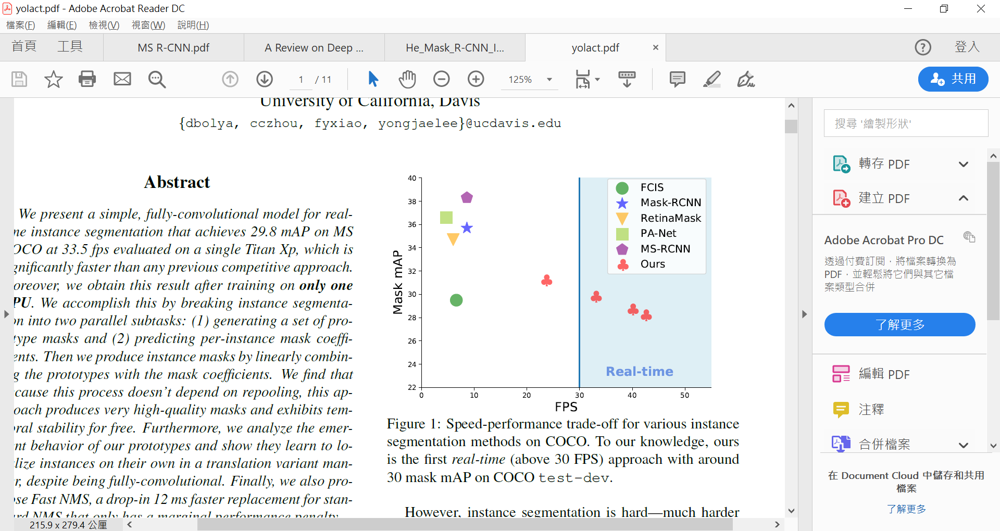 yolact.pdf - Adobe Acrobat Reader DC
檔案(F) 編輯(E) 檢視(V) 視窗(W) 說明(H)
首頁 工具 MS R-CNN.pdf A Review on Deep ... He_Mask_R-CNN_I... yolact.pdf × ? 登入
1 / 11 125% 共用
University of California, Davis
{dbolya, cczhou, fyxiao, yongjaelee}@ucdavis.edu
Abstract
We present a simple, fully-convolutional model for real-
me instance segmentation that achieves 29.8 mAP on MS
OCO at 33.5 fps evaluated on a single Titan Xp, which is
gnificantly faster than any previous competitive approach.
oreover, we obtain this result after training on only one
PU. We accomplish this by breaking instance segmenta-
on into two parallel subtasks: (1) generating a set of pro-
type masks and (2) predicting per-instance mask coeffi-
ents. Then we produce instance masks by linearly combin-
g the prototypes with the mask coefficients. We find that
cause this process doesn't depend on repooling, this ap-
oach produces very high-quality masks and exhibits tem-
oral stability for free. Furthermore, we analyze the emer-
nt behavior of our prototypes and show they learn to lo-
lize instances on their own in a translation variant man-
r, despite being fully-convolutional. Finally, we also pro-
ose Fast NMS, a drop-in 12 ms faster replacement for stan-
rd NMS that only has a marginal performance penalty.
40
38
36
34
32
30
28
26
24
22
Mask mAP
FCIS
Mask-RCNN
RetinaMask
PA-Net
MS-RCNN
Ours
Real-time
0 10 20 30 40 50
FPS
Figure 1: Speed-performance trade-off for various instance
segmentation methods on COCO. To our knowledge, ours
is the first real-time (above 30 FPS) approach with around
30 mask mAP on COCO test-dev.
However, instance segmentation is hard—much harder
215.9 x 279.4 公厘
搜尋 '繪製形狀'
轉存 PDF
建立 PDF
Adobe Acrobat Pro DC
透過付費訂閱，將檔案轉換為
PDF，並輕鬆將它們與其它檔
案類型合併
了解更多
編輯 PDF
注釋
合併檔案
在 Document Cloud 中儲存和共用
檔案
了解更多